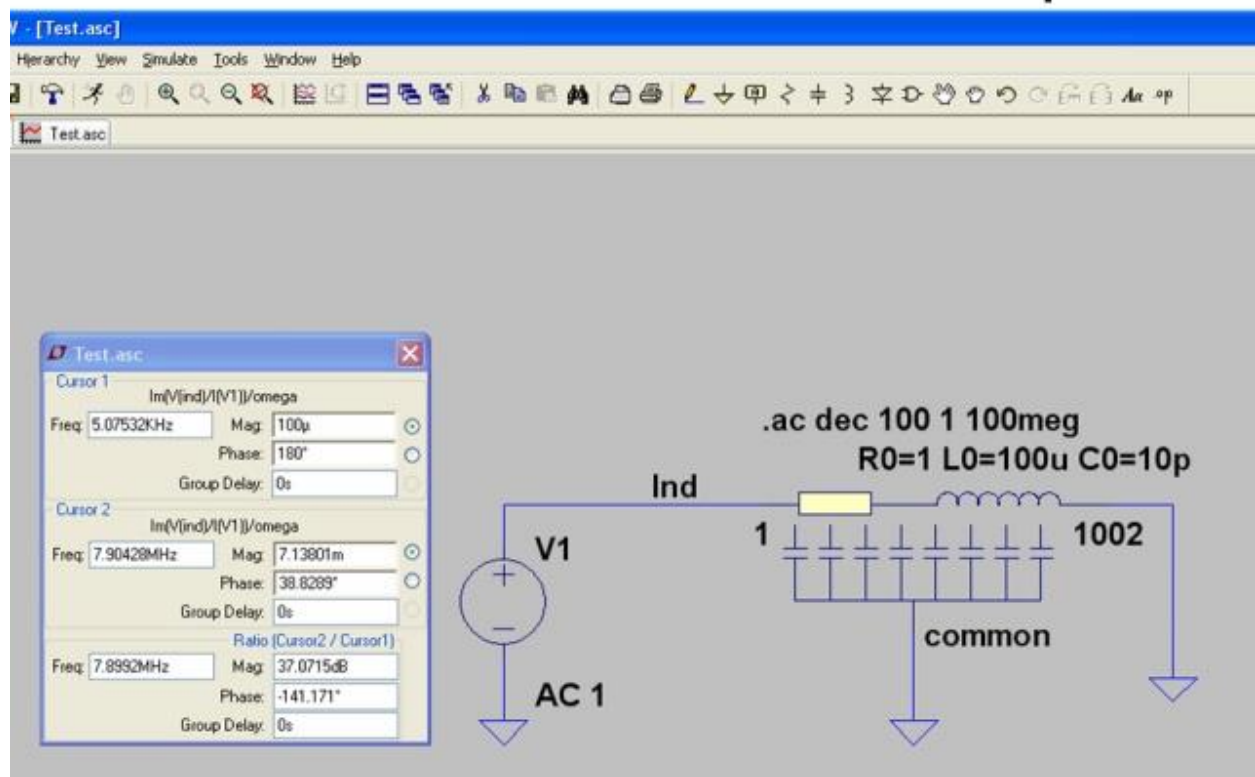 V - [Test.asc]
Hierarchy View Simulate Tools Window Help
Aa .op
Test.asc
Test.asc
Cursor 1
Im(V(ind)/I(V1))/omega
Freq: 5.07532KHz Mag: 100µ
Phase: 180°
Group Delay: 0s
Cursor 2
Im(V(ind)/I(V1))/omega
Freq: 7.90428MHz Mag: 7.13801m
Phase: 38.8289°
Group Delay: 0s
Ratio (Cursor2 / Cursor1)
Freq: 7.8992MHz Mag: 37.0715dB
Phase: -141.171°
Group Delay: 0s
.ac dec 100 1 100meg
R0=1 L0=100u C0=10p
Ind
1
1002
V1
common
AC 1